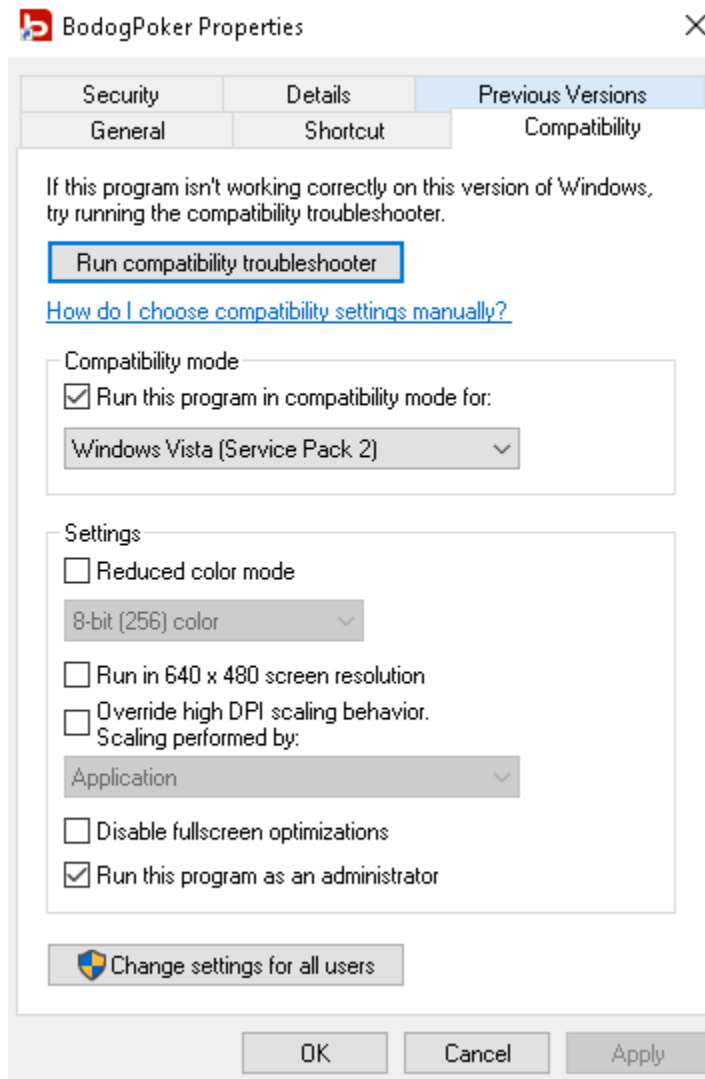 BodogPoker Properties
Security Details Previous Versions
General Shortcut Compatibility
If this program isn't working correctly on this version of Windows,
try running the compatibility troubleshooter.
Run compatibility troubleshooter
How do I choose compatibility settings manually?
Compatibility mode
Run this program in compatibility mode for:
Windows Vista (Service Pack 2)
Settings
Reduced color mode
8-bit (256) color
Run in 640 x 480 screen resolution
Override high DPI scaling behavior.
Scaling performed by:
Application
Disable fullscreen optimizations
Run this program as an administrator
Change settings for all users
OK Cancel Apply